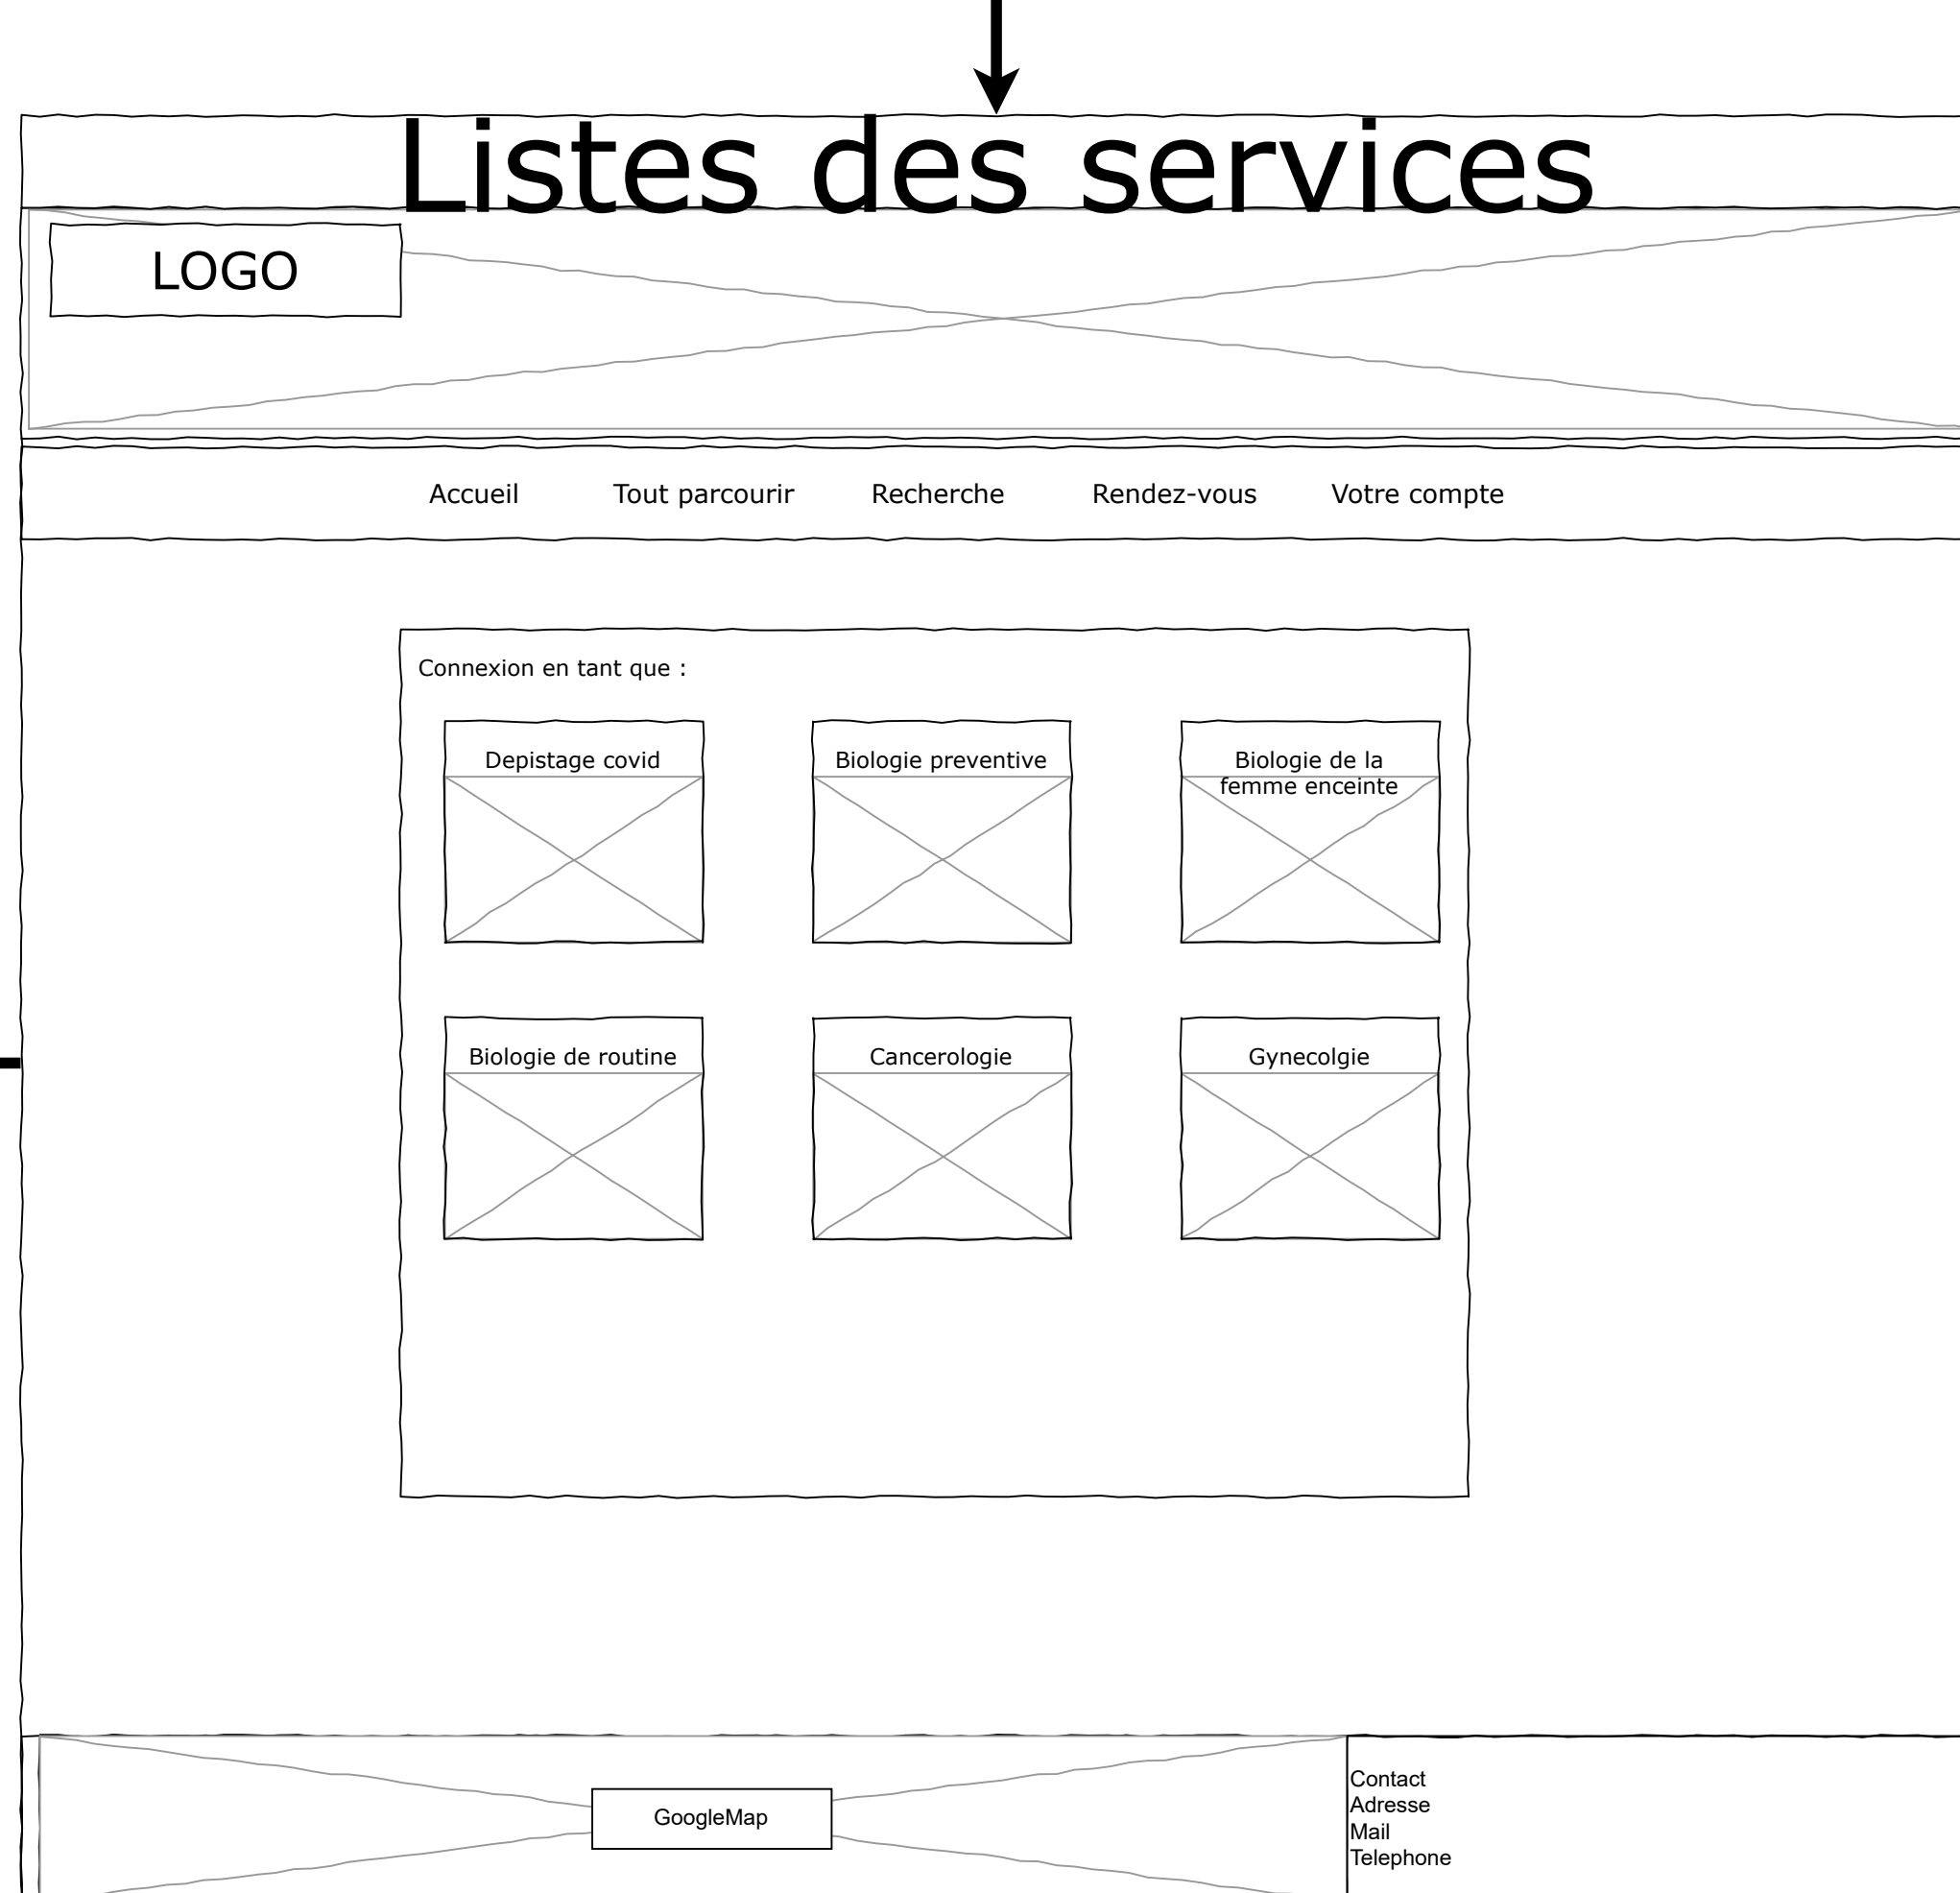 Listes des services
LOGO
Accueil
Tout parcourir
Recherche
Rendez-vous
Votre compte
Connexion en tant que :
Depistage covid
Biologie preventive
Biologie de la
femme enceinte
Biologie de routine
Cancerologie
Gynecolgie
GoogleMap
Contact
Adresse
Mail
Telephone